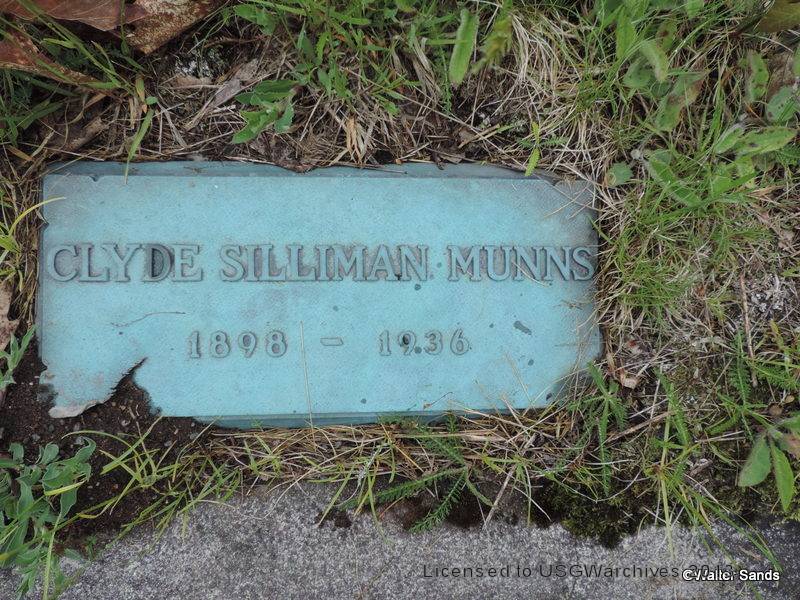 CLYDE SILLIMAN MUNNS
1898 - 1936
Licensed to USGWarchives
©Walter Sands